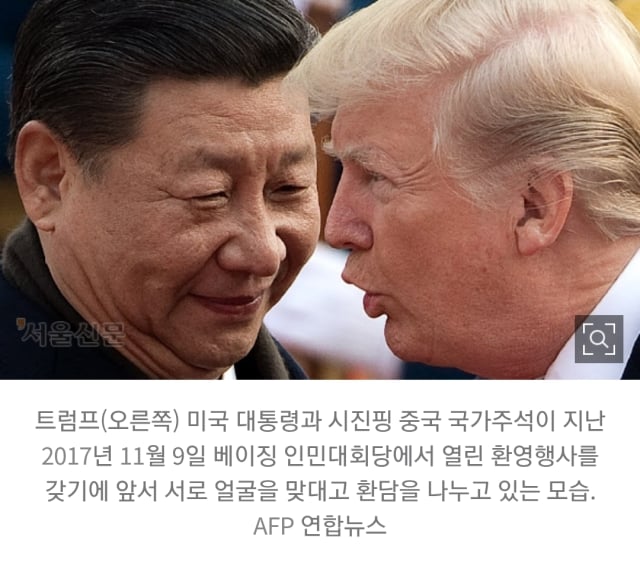 서울신문
트럼프(오른쪽) 미국 대통령과 시진핑 중국 국가주석이 지난
2017년 11월 9일 베이징 인민대회당에서 열린 환영행사를
갖기에 앞서 서로 얼굴을 맞대고 환담을 나누고 있는 모습.
AFP 연합뉴스